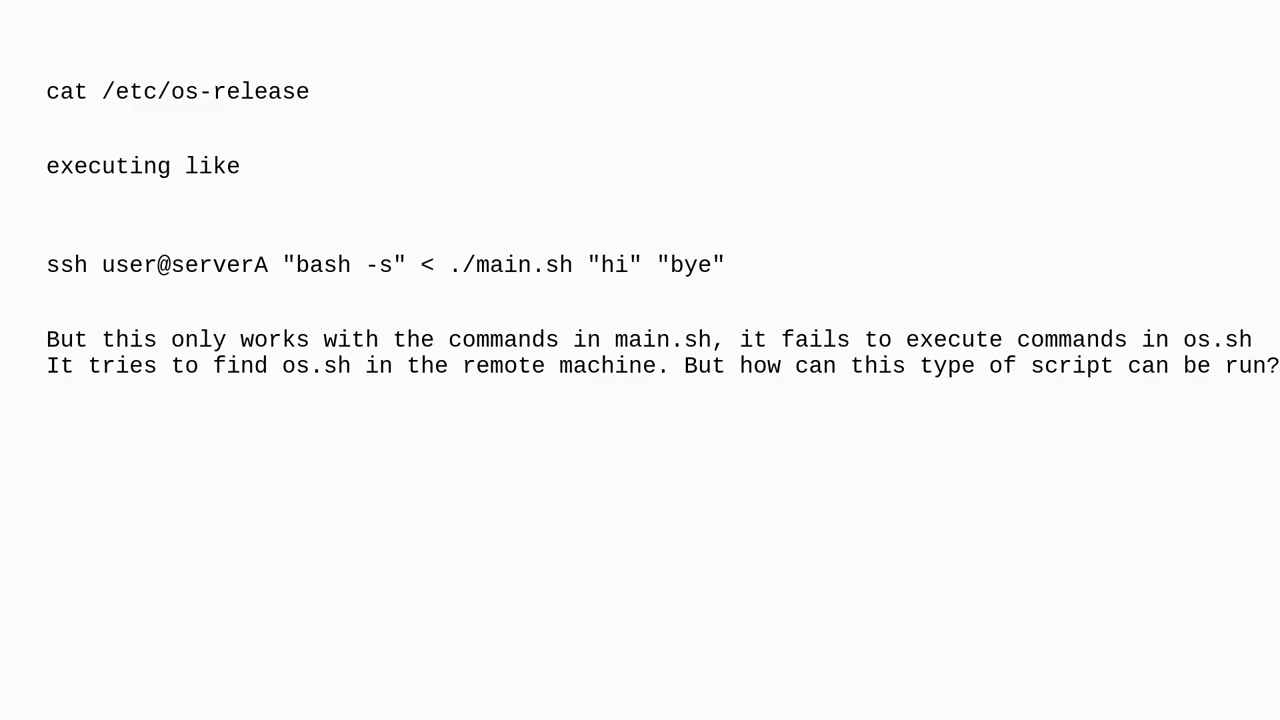 cat /etc/os-release
executing like
ssh user@serverA "bash -s" < ./main.sh "hi" "bye"
But this only works with the commands in main.sh, it fails to execute commands in os.sh
It tries to find os.sh in the remote machine. But how can this type of script can be run?